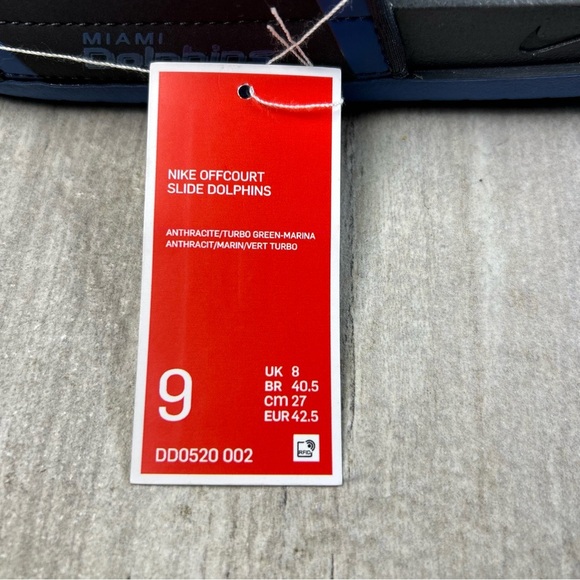 MIAMI
Dolphins
NIKE OFFCOURT
SLIDE DOLPHINS
ANTHRACITE/TURBO GREEN-MARINA
ANTHRACIT/MARIN/VERT TURBO
9
UK 8
BR 40.5
CM 27
EUR 42.5
RFID
DD0520 002